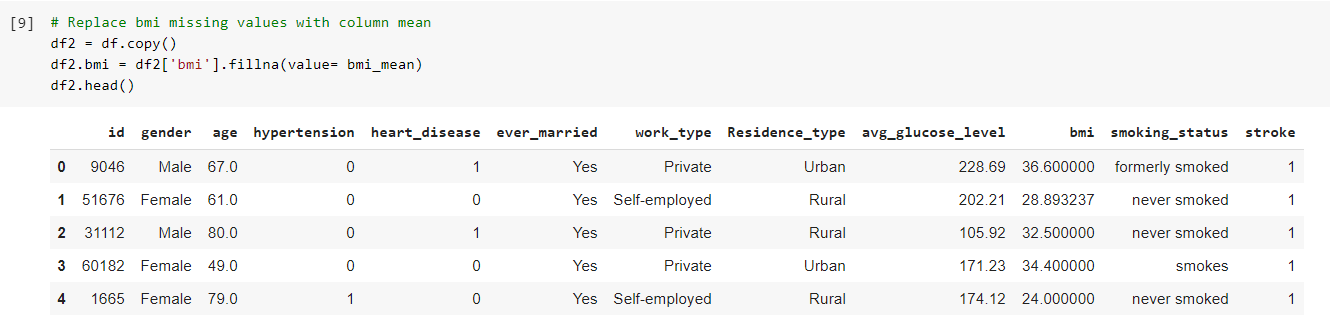 [9] # Replace bmi missing values with column mean
df2 = df.copy()
df2.bmi = df2['bmi'].fillna(value= bmi_mean)
df2.head()
id gender age hypertension heart_disease ever_married work_type Residence_type avg_glucose_level bmi smoking_status stroke
0 9046 Male 67.0 0 1 Yes Private Urban 228.69 36.600000 formerly smoked 1
1 51676 Female 61.0 0 0 Yes Self-employed Rural 202.21 28.893237 never smoked 1
2 31112 Male 80.0 0 1 Yes Private Rural 105.92 32.500000 never smoked 1
3 60182 Female 49.0 0 0 Yes Private Urban 171.23 34.400000 smokes 1
4 1665 Female 79.0 1 0 Yes Self-employed Rural 174.12 24.000000 never smoked 1